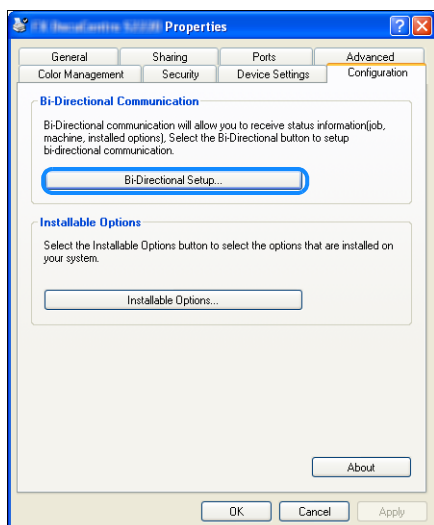 Properties
General Sharing Ports Advanced
Color Management Security Device Settings Configuration
Bi-Directional Communication
Bi-Directional communication will allow you to receive status information(job,
machine, installed options), Select the Bi-Directional button to setup
bi-directional communication.
Bi-Directional Setup...
Installable Options
Select the Installable Options button to select the options that are installed on
your system.
Installable Options...
About
OK Cancel Apply